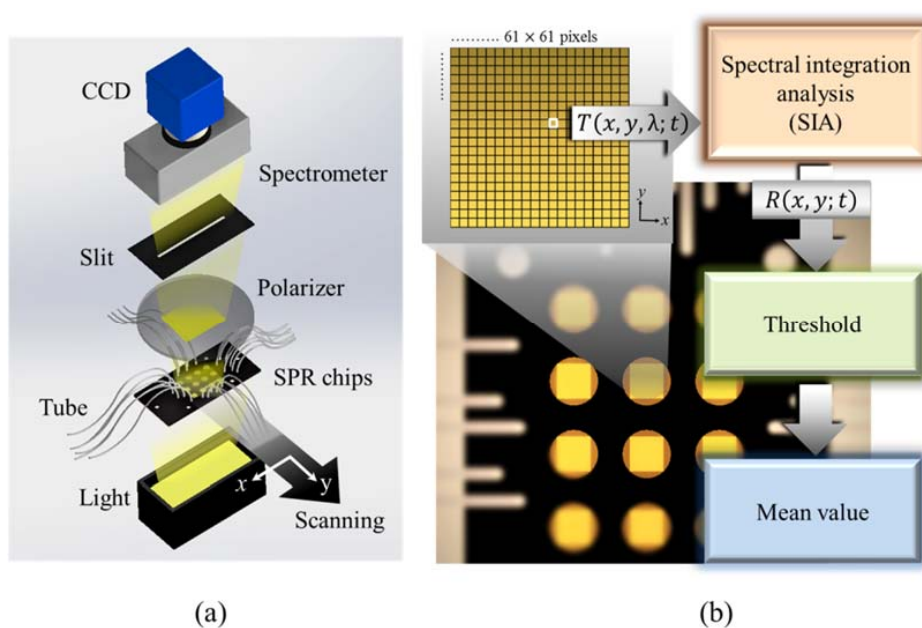 CCD
Spectrometer
Slit
Polarizer
SPR chips
Tube
Light
x
y
Scanning
(a)
61 × 61 pixels
T(x, y, λ; t)
y
x
Spectral integration
analysis
(SIA)
R(x, y; t)
Threshold
Mean value
(b)